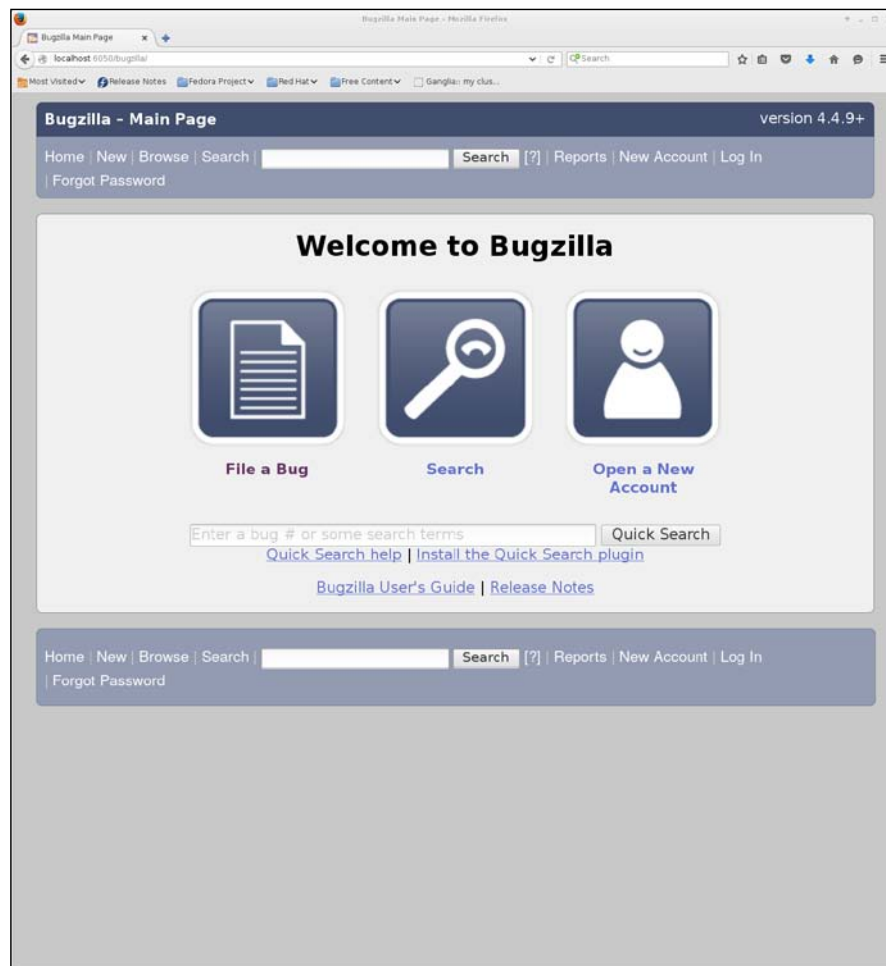 Bugzilla Main Page - Mozilla Firefox
Bugzilla Main Page
localhost:6050/bugzilla/
Search
Most Visited
Release Notes
Fedora Project
Red Hat
Free Content
Ganglia:: my clus...
Bugzilla – Main Page
version 4.4.9+
Home | New | Browse | Search | Search [?] | Reports | New Account | Log In
| Forgot Password
Welcome to Bugzilla
File a Bug
Search
Open a New
Account
Enter a bug # or some search terms
Quick Search
Quick Search help | Install the Quick Search plugin
Bugzilla User's Guide | Release Notes
Home | New | Browse | Search | Search [?] | Reports | New Account | Log In
| Forgot Password